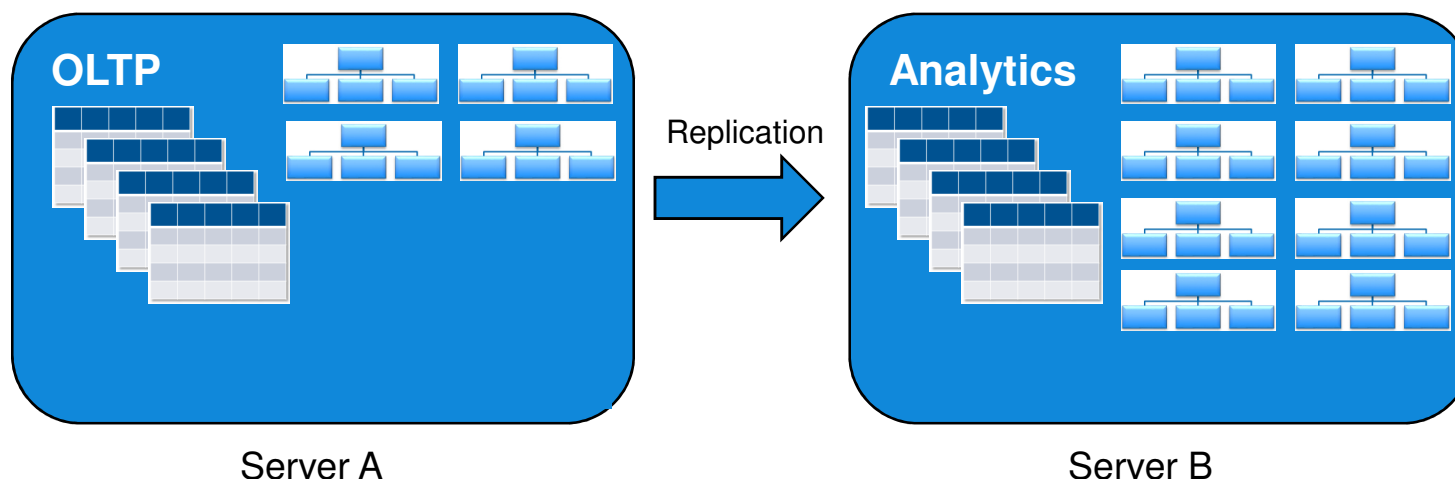 OLTP
Analytics
Replication
Server A
Server B